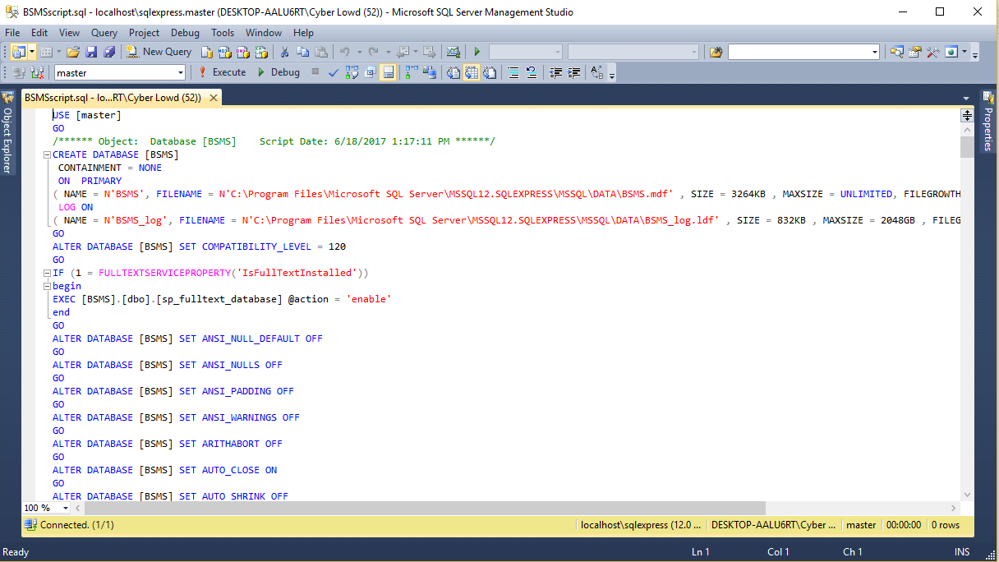 BSMSscript.sql - localhost\sqlexpress.master (DESKTOP-AALU6RT\Cyber Lowd (52)) - Microsoft SQL Server Management Studio
File Edit View Query Project Debug Tools Window Help
New Query
master Execute Debug
BSMSscript.sql - lo...RT\Cyber Lowd (52))
Object Explorer
Properties
USE [master]
GO
/****** Object:  Database [BSMS]    Script Date: 6/18/2017 1:17:11 PM ******/
CREATE DATABASE [BSMS]
 CONTAINMENT = NONE
 ON  PRIMARY
( NAME = N'BSMS', FILENAME = N'C:\Program Files\Microsoft SQL Server\MSSQL12.SQLEXPRESS\MSSQL\DATA\BSMS.mdf' , SIZE = 3264KB , MAXSIZE = UNLIMITED, FILEGROWTH
 LOG ON
( NAME = N'BSMS_log', FILENAME = N'C:\Program Files\Microsoft SQL Server\MSSQL12.SQLEXPRESS\MSSQL\DATA\BSMS_log.ldf' , SIZE = 832KB , MAXSIZE = 2048GB , FILEG
GO
ALTER DATABASE [BSMS] SET COMPATIBILITY_LEVEL = 120
GO
IF (1 = FULLTEXTSERVICEPROPERTY('IsFullTextInstalled'))
begin
EXEC [BSMS].[dbo].[sp_fulltext_database] @action = 'enable'
end
GO
ALTER DATABASE [BSMS] SET ANSI_NULL_DEFAULT OFF
GO
ALTER DATABASE [BSMS] SET ANSI_NULLS OFF
GO
ALTER DATABASE [BSMS] SET ANSI_PADDING OFF
GO
ALTER DATABASE [BSMS] SET ANSI_WARNINGS OFF
GO
ALTER DATABASE [BSMS] SET ARITHABORT OFF
GO
ALTER DATABASE [BSMS] SET AUTO_CLOSE ON
GO
ALTER DATABASE [BSMS] SET AUTO_SHRINK OFF
100 %
Connected. (1/1) localhost\sqlexpress (12.0 ... DESKTOP-AALU6RT\Cyber ... master 00:00:00 0 rows
Ready Ln 1 Col 1 Ch 1 INS